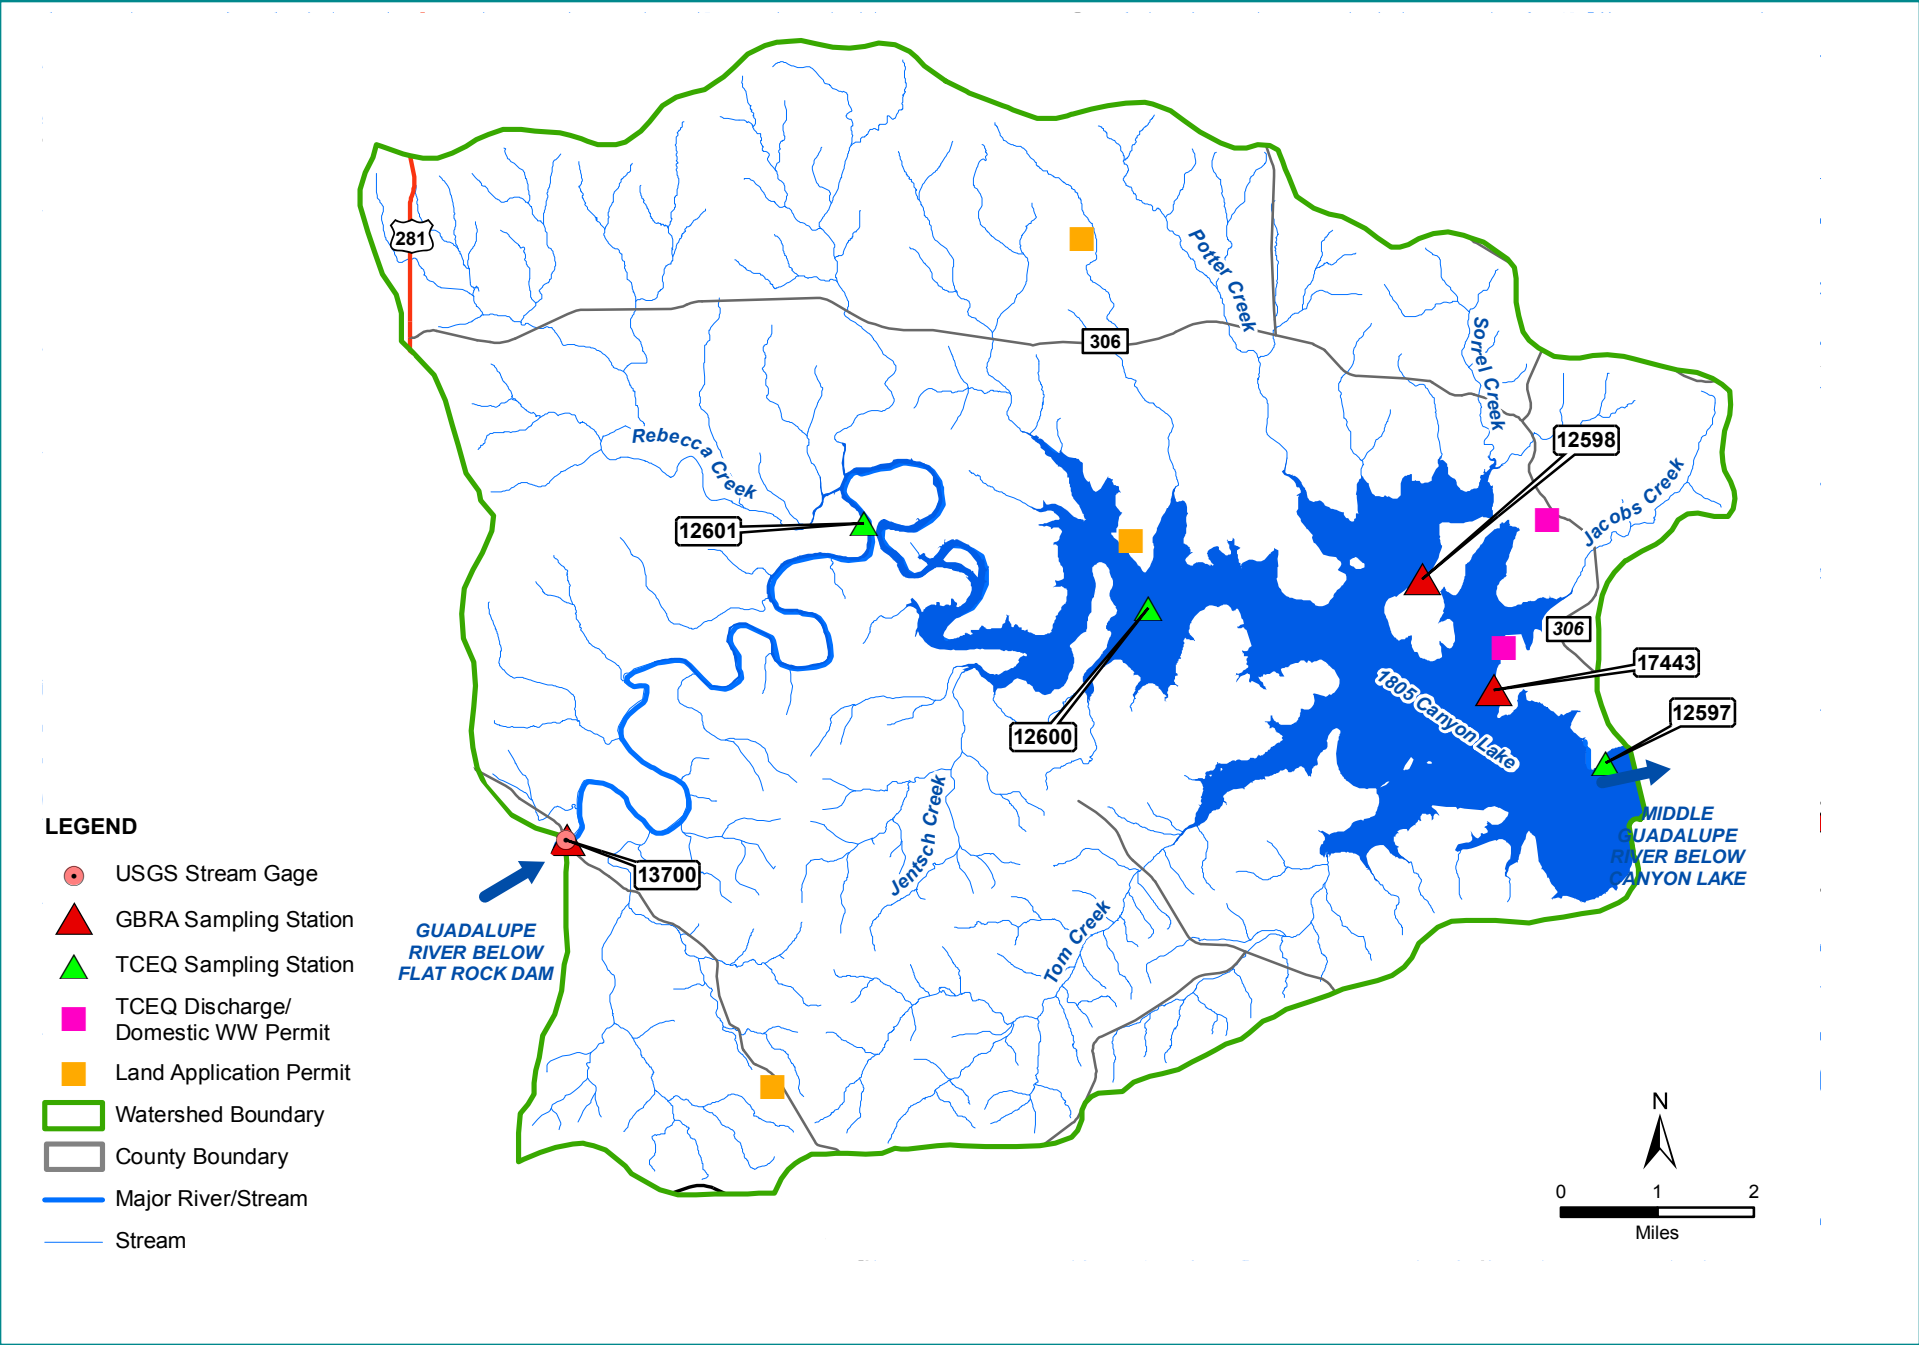 281
306
Potter Creek
Sorrel Creek
Rebecca Creek
12598
Jacobs Creek
12601
306
17443
1805 Canyon Lake
12597
12600
Jentsch Creek
MIDDLE
GUADALUPE
RIVER BELOW
CANYON LAKE
13700
Tom Creek
GUADALUPE
RIVER BELOW
FLAT ROCK DAM
LEGEND
USGS Stream Gage
GBRA Sampling Station
TCEQ Sampling Station
TCEQ Discharge/
Domestic WW Permit
Land Application Permit
Watershed Boundary
County Boundary
Major River/Stream
Stream
N
0 1 2
Miles